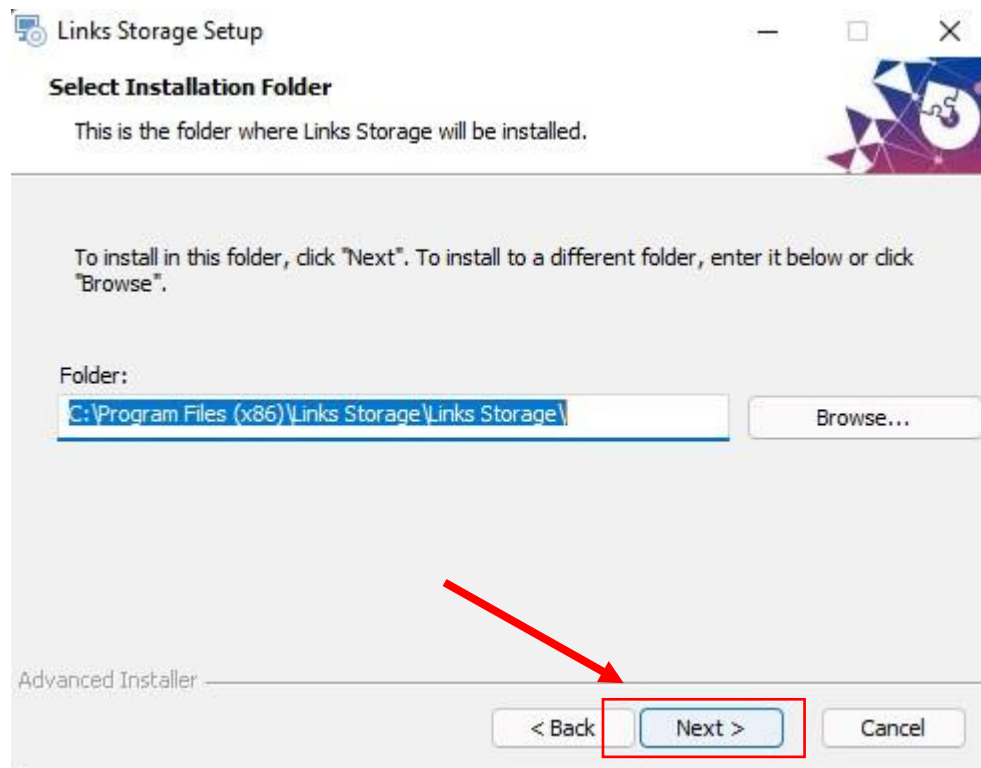 Links Storage Setup
Select Installation Folder
This is the folder where Links Storage will be installed.
To install in this folder, click "Next". To install to a different folder, enter it below or click
"Browse".
Folder:
C:\Program Files (x86)\Links Storage\Links Storage\
Browse...
Advanced Installer
< Back
Next >
Cancel